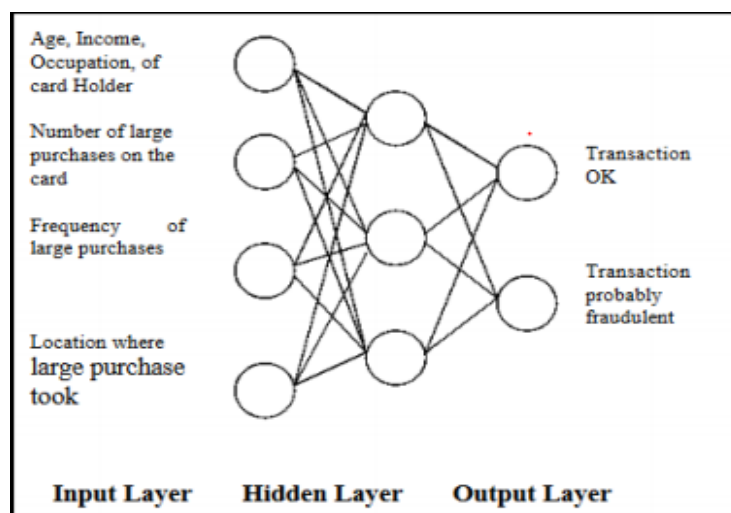 Age, Income,
Occupation, of
card Holder
Number of large
purchases on the
card
Frequency of
large purchases
Location where
large purchase
took
Transaction
OK
Transaction
probably
fraudulent
Input Layer Hidden Layer Output Layer